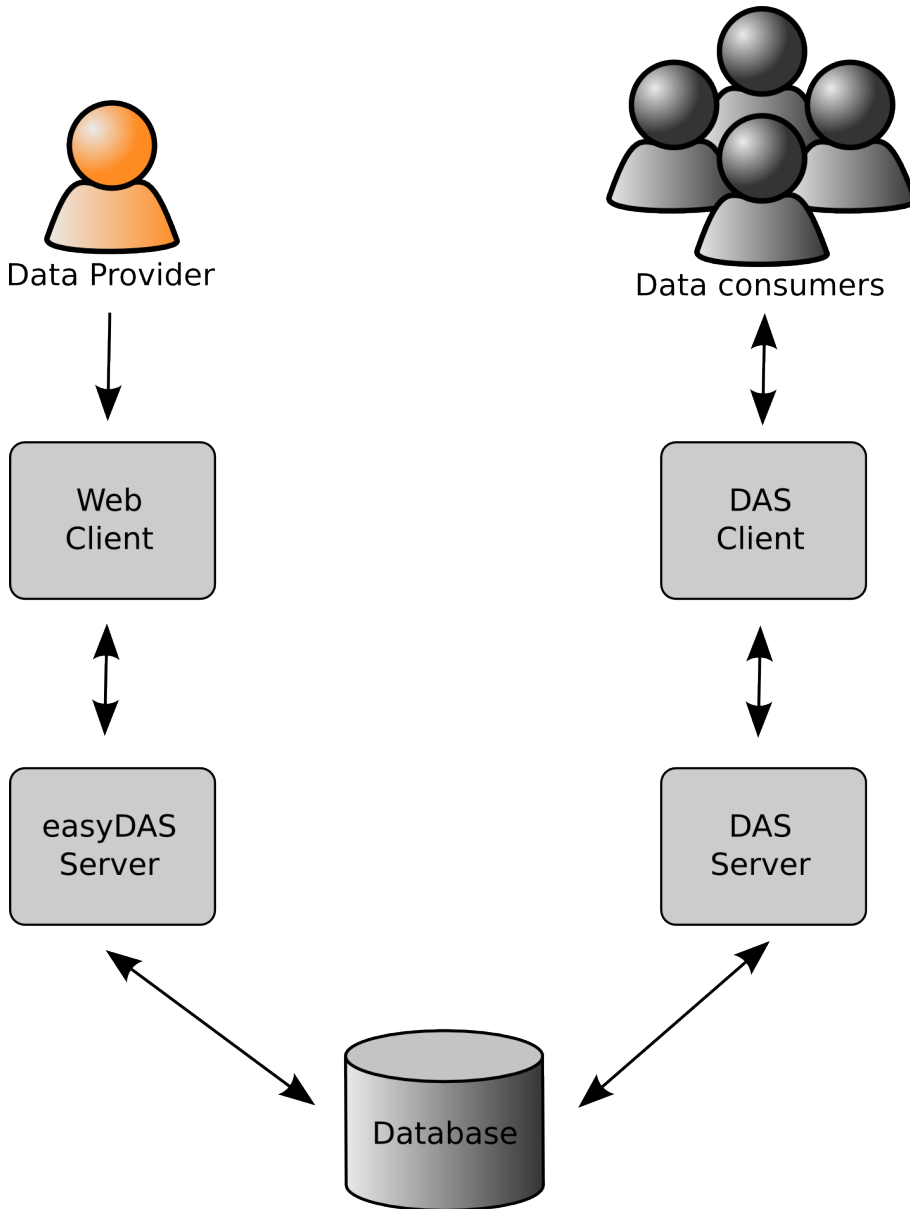 Data Provider
Data consumers
Web
Client
DAS
Client
easyDAS
Server
DAS
Server
Database